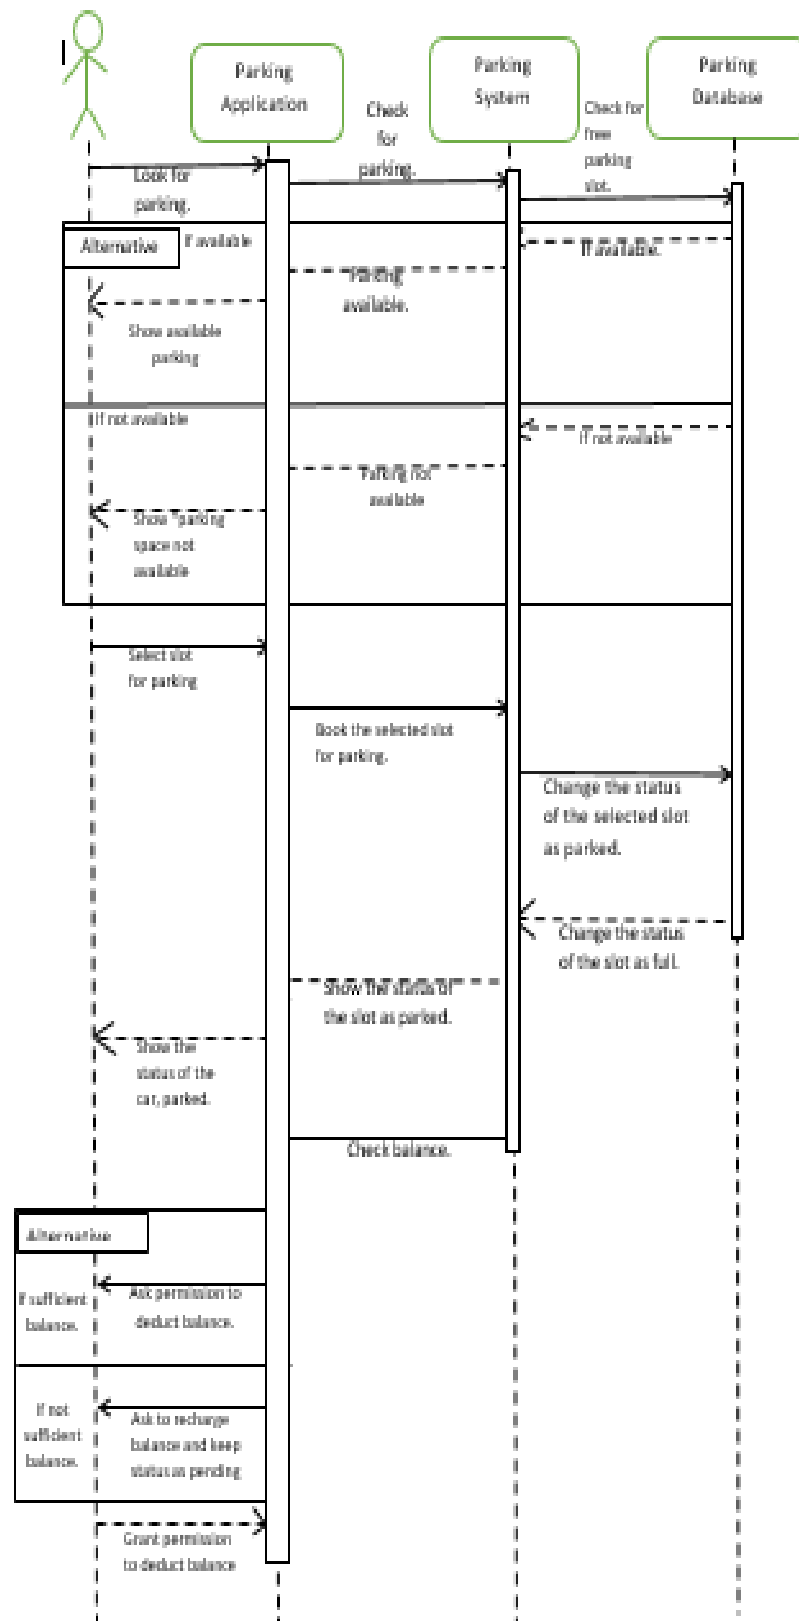 Parking
Application
Parking
System
Parking
Database
Check
for
parking.
Check for
free
parking
slot.
Look for
parking.
Alternative
If available
If available.
Parking
available.
Show available
parking
If not available
If not available
Parking not
available
Show "parking
space not
available
Select slot
for parking
Book the selected slot
for parking.
Change the status
of the selected slot
as parked.
Change the status
of the slot as full.
Show the status of
the slot as parked.
Show the
status of the
car, parked.
Check balance.
Alternative
If sufficient
balance.
Ask permission to
deduct balance.
If not
sufficient
balance.
Ask to recharge
balance and keep
status as pending
Grant permission
to deduct balance